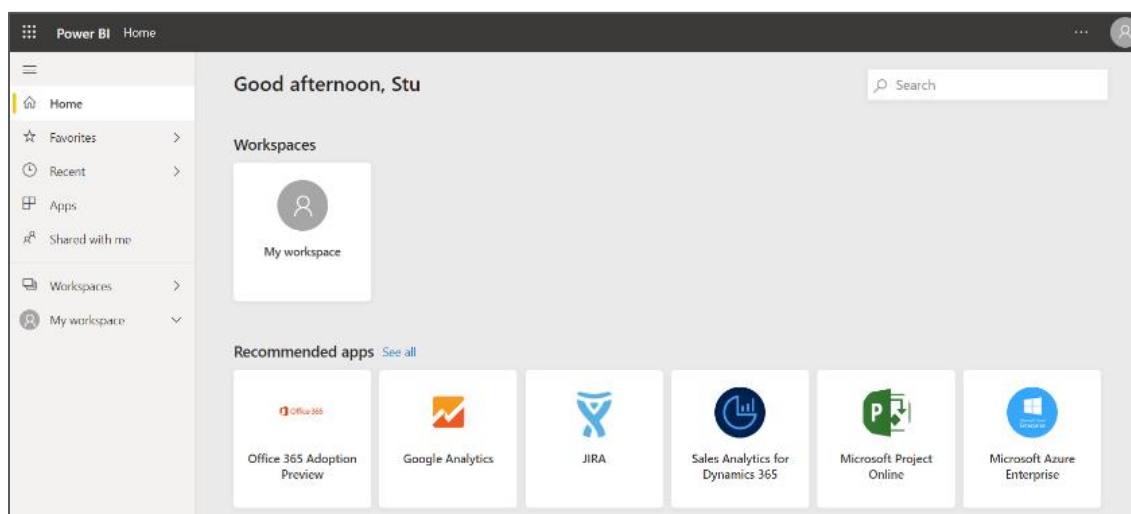 Power BI Home
...
Good afternoon, Stu
Search
Home
Favorites
Recent
Apps
Shared with me
Workspaces
My workspace
Workspaces
My workspace
Recommended apps See all
Office 365
Office 365 Adoption
Preview
Google Analytics
JIRA
Sales Analytics for
Dynamics 365
P
Microsoft Project
Online
Microsoft Azure
Enterprise